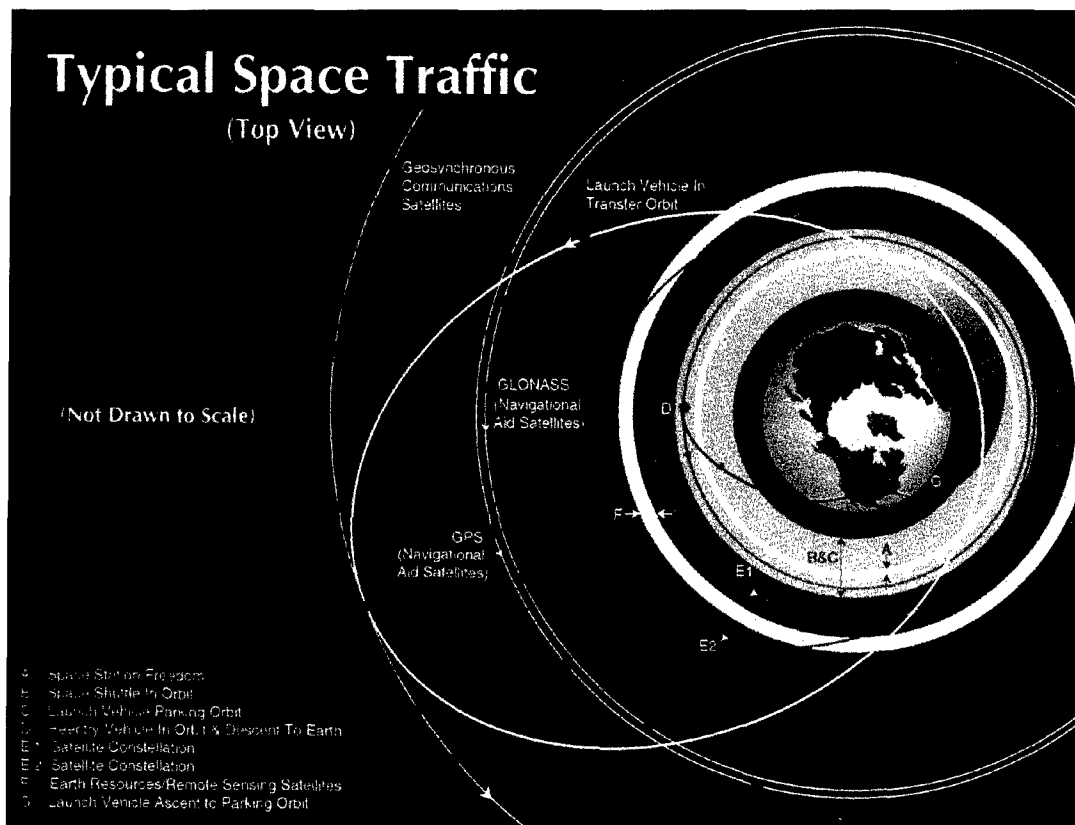 Typical Space Traffic
(Top View)
Geosynchronous
Communications
Satellites
Launch Vehicle In
Transfer Orbit
(Not Drawn to Scale)
GLONASS
(Navigational
Aid Satellites)
D
G
F
B&C
A
GPS
(Navigational
Aid Satellites)
E1
E2
A Space Station Freedom
B Space Shuttle In Orbit
C Launch Vehicle Parking Orbit
D Reentry Vehicle In Orbit & Descent To Earth
E1 Satellite Constellation
E2 Satellite Constellation
F Earth Resources/Remote Sensing Satellites
G Launch Vehicle Ascent to Parking Orbit